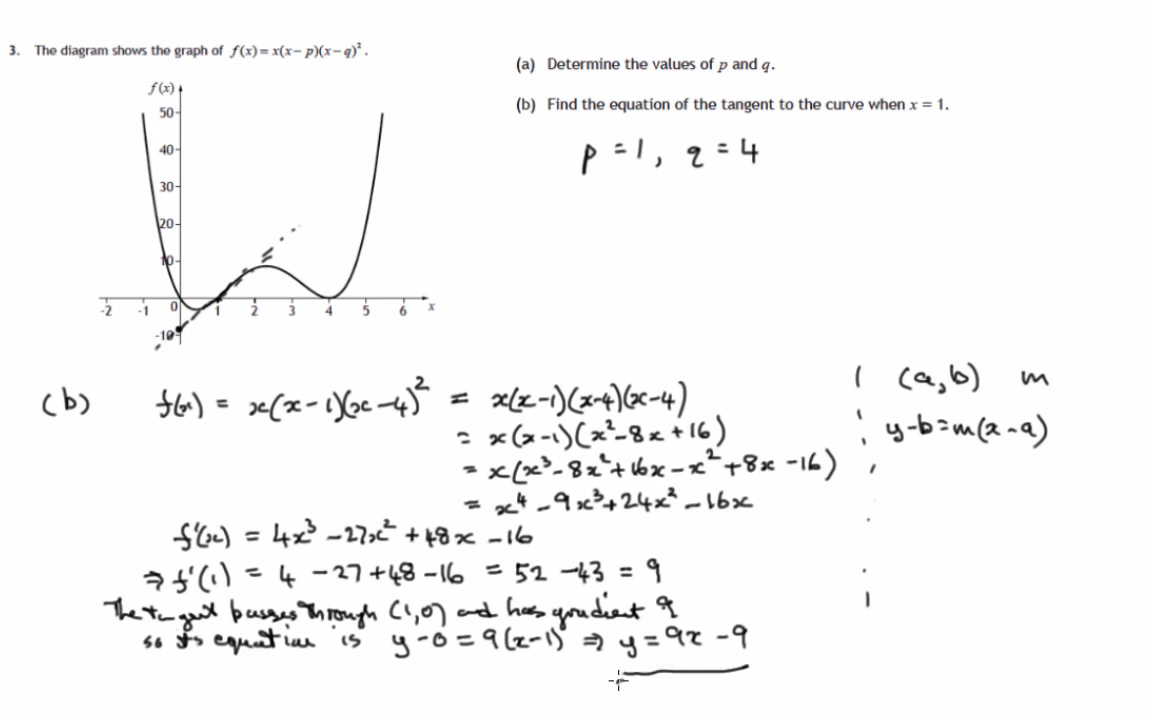 3. The diagram shows the graph of f(x) = x(x − p)(x − q)².
f(x)
50
40
30
20
10
-2 -1 0 1 2 3 4 5 6 x
-10
(a) Determine the values of p and q.
(b) Find the equation of the tangent to the curve when x = 1.
p = 1, q = 4
(b) f(x) = x(x-1)(x-4)² = x(x-1)(x-4)(x-4)
= x(x-1)(x²-8x+16)
= x(x³-8x²+16x-x²+8x-16)
= x⁴-9x³+24x²-16x
f'(x) = 4x³-27x²+48x-16
⇒ f'(1) = 4-27+48-16 = 52-43 = 9
The tangent passes through (1,0) and has gradient 9
so its equation is y-0=9(x-1) ⇒ y=9x-9
(a,b) m
y-b=m(x-a)